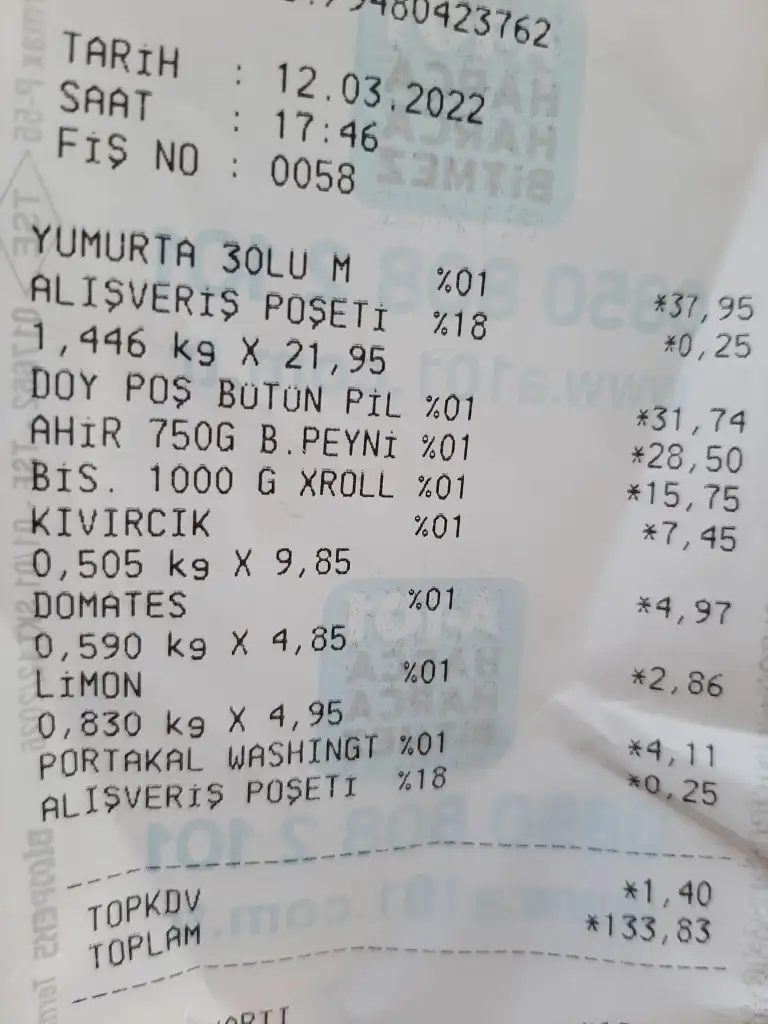 TARİH : 12.03.2022
SAAT : 17:46
FİŞ NO : 0058
YUMURTA 30LU M %01 *37,95
ALIŞVERİŞ POŞETİ %18 *0,25
1,446 kg X 21,95
DOY POŞ BÜTÜN PİL %01 *31,74
AHİR 750G B.PEYNİ %01 *28,50
BİS. 1000 G XROLL %01 *15,75
KIVIRCIK %01 *7,45
0,505 kg X 9,85
DOMATES %01 *4,97
0,590 kg X 4,85
LİMON %01 *2,86
0,830 kg X 4,95
PORTAKAL WASHINGT %01 *4,11
ALIŞVERİŞ POŞETİ %18 *0,25
TOPKDV *1,40
TOPLAM *133,83